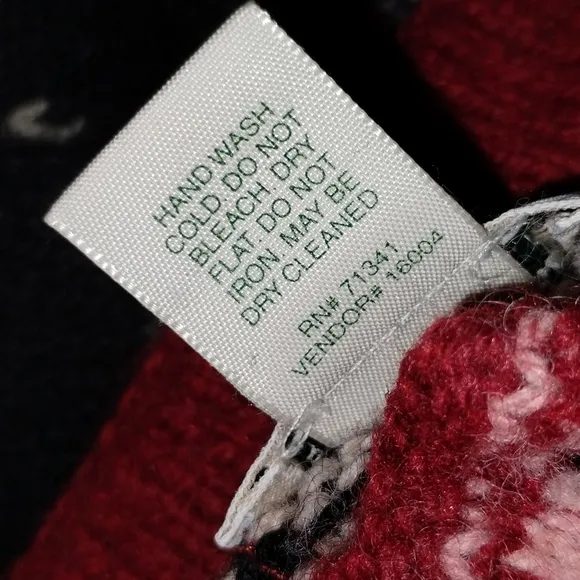 HAND WASH
COLD. DO NOT
BLEACH. DRY
FLAT. DO NOT
IRON. MAY BE
DRY CLEANED
RN# 71341
VENDOR# 16004